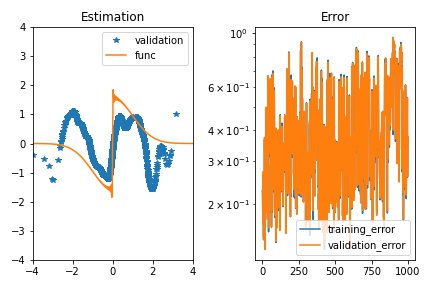 Estimation
4
3
2
1
0
−1
−2
−3
−4
−4
−2
0
2
4
validation
func
Error
10⁰
6 × 10⁻¹
4 × 10⁻¹
3 × 10⁻¹
2 × 10⁻¹
0
250
500
750
1000
training_error
validation_error